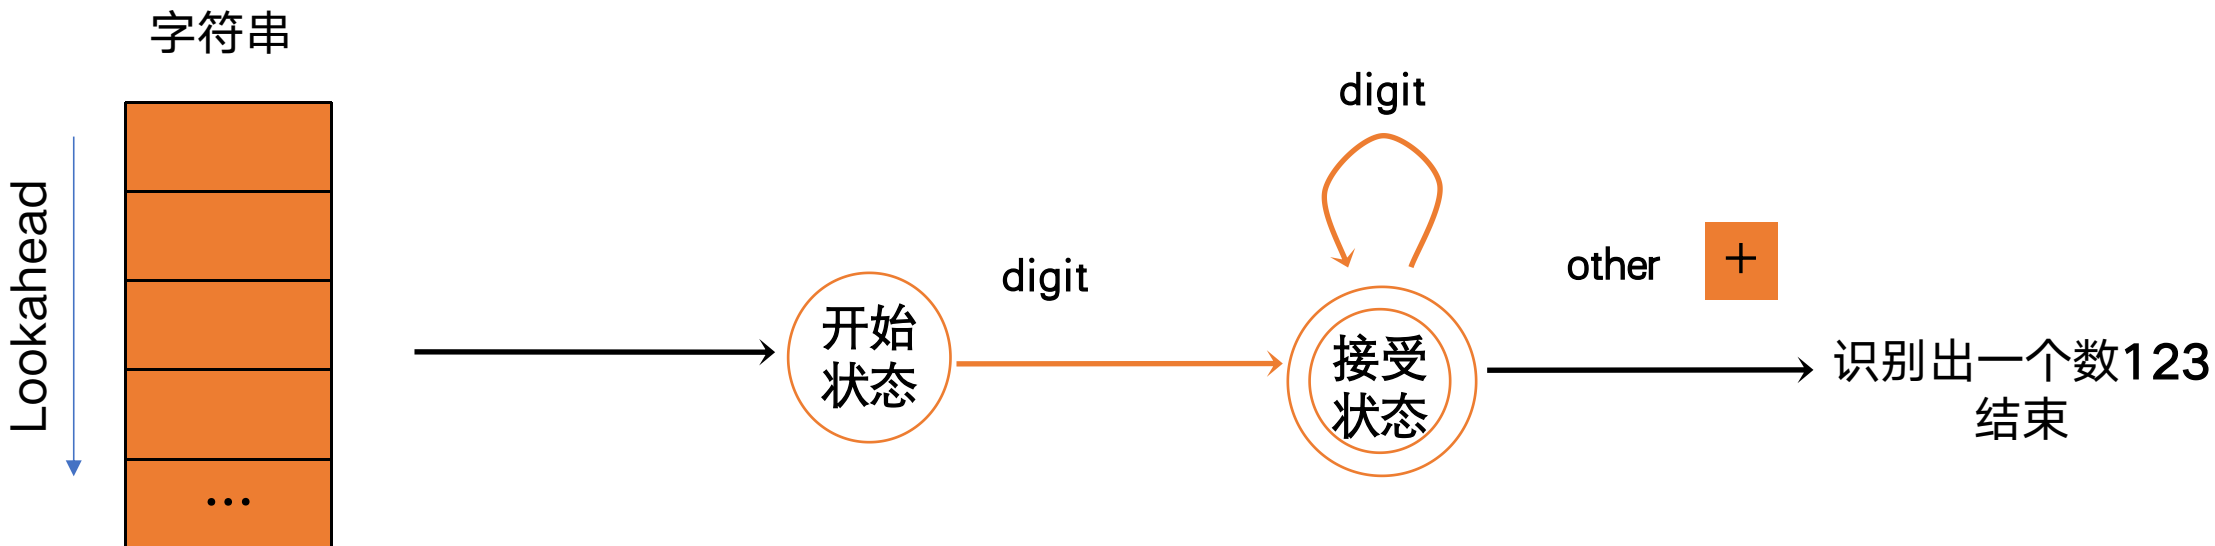 字符串
Lookahead
...
开始
状态
digit
digit
接受
状态
other
+
识别出一个数123
结束